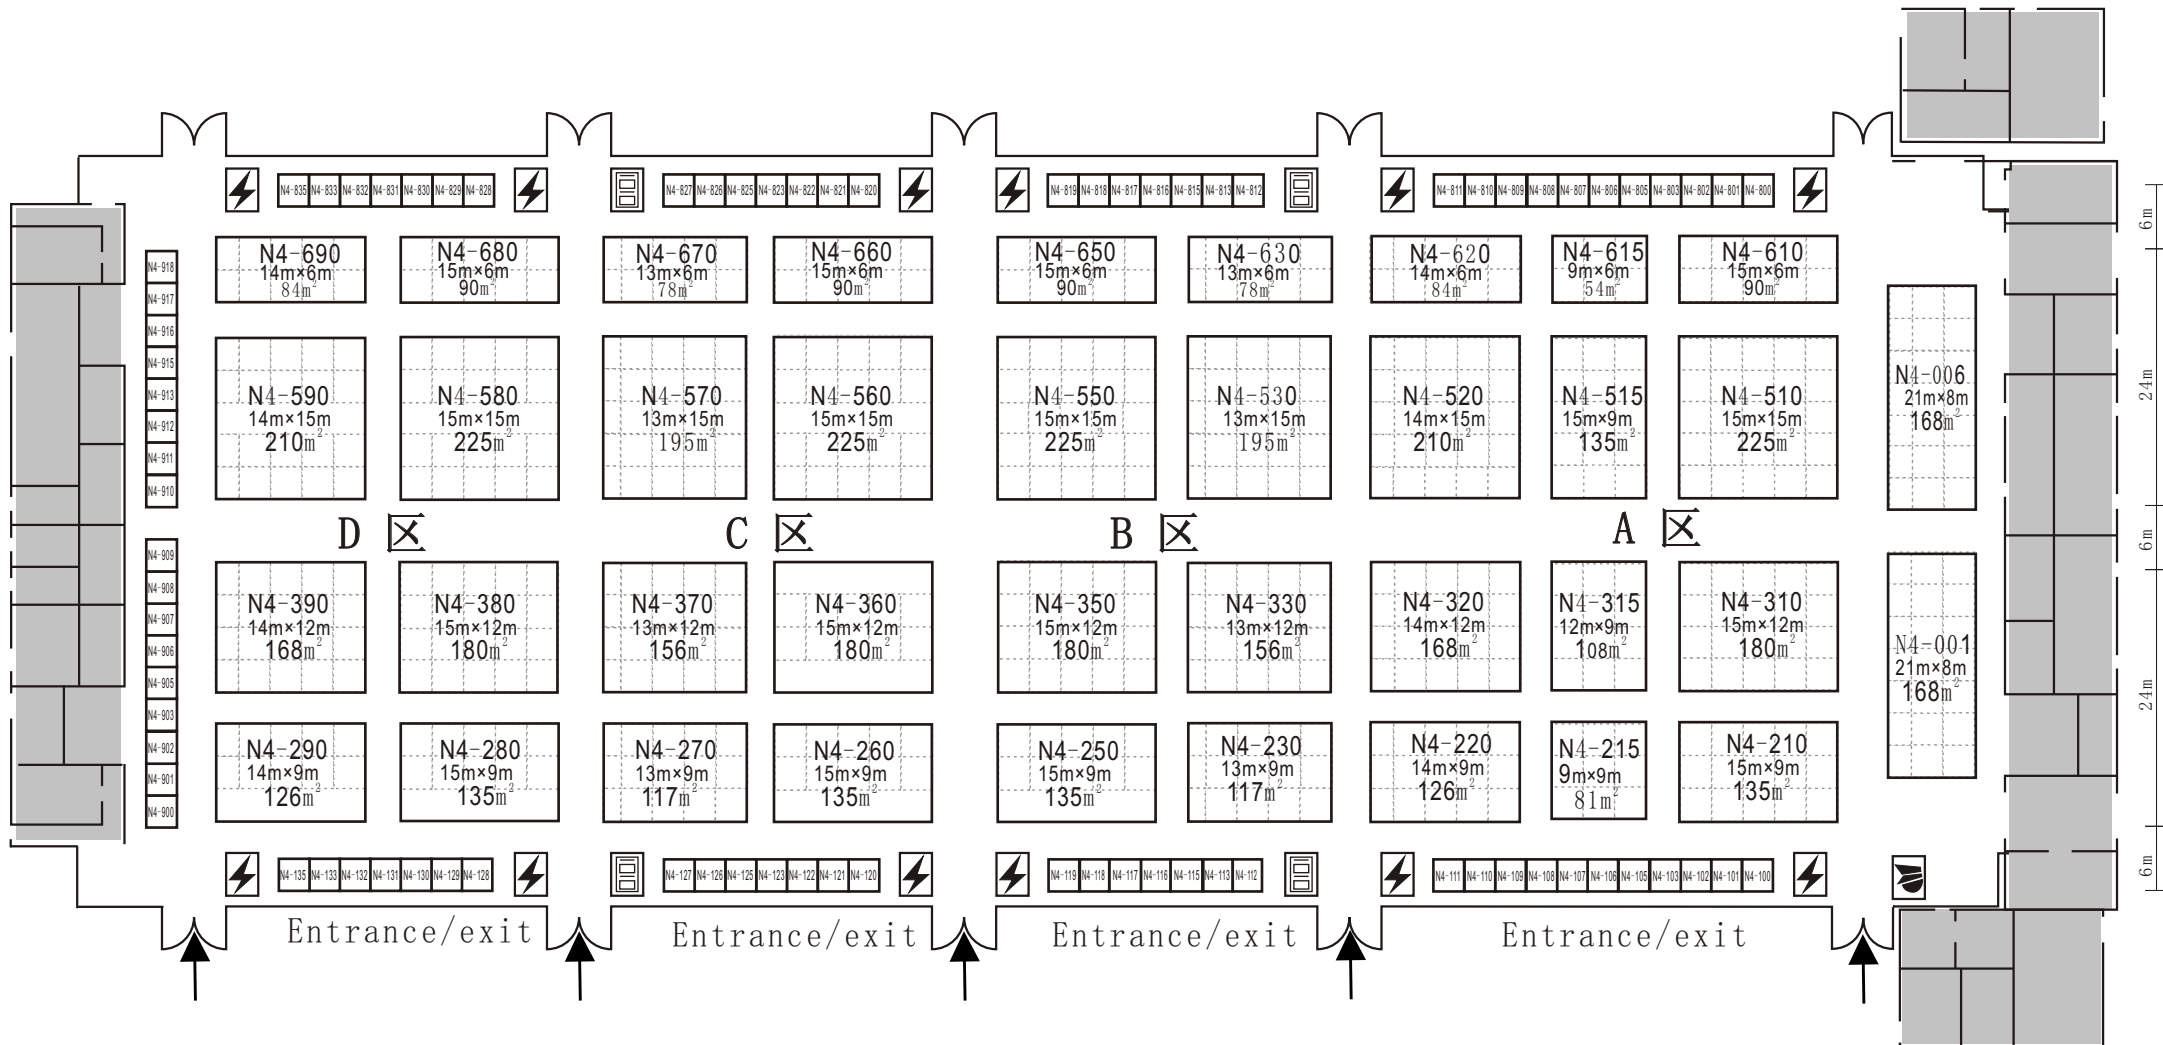 N4-835 N4-833 N4-832 N4-831 N4-830 N4-829 N4-828
N4-827 N4-826 N4-825 N4-823 N4-822 N4-821 N4-820
N4-819 N4-818 N4-817 N4-816 N4-815 N4-813 N4-812
N4-811 N4-810 N4-809 N4-808 N4-807 N4-806 N4-805 N4-803 N4-802 N4-801 N4-800
N4-918
N4-917
N4-916
N4-915
N4-913
N4-912
N4-911
N4-910
N4-909
N4-908
N4-907
N4-906
N4-905
N4-903
N4-902
N4-901
N4-900
N4-690
14m×6m
84m²
N4-680
15m×6m
90m²
N4-670
13m×6m
78m²
N4-660
15m×6m
90m²
N4-650
15m×6m
90m²
N4-630
13m×6m
78m²
N4-620
14m×6m
84m²
N4-615
9m×6m
54m²
N4-610
15m×6m
90m²
N4-590
14m×15m
210m²
N4-580
15m×15m
225m²
N4-570
13m×15m
195m²
N4-560
15m×15m
225m²
N4-550
15m×15m
225m²
N4-530
13m×15m
195m²
N4-520
14m×15m
210m²
N4-515
15m×9m
135m²
N4-510
15m×15m
225m²
N4-006
21m×8m
168m²
D 区
C 区
B 区
A 区
N4-390
14m×12m
168m²
N4-380
15m×12m
180m²
N4-370
13m×12m
156m²
N4-360
15m×12m
180m²
N4-350
15m×12m
180m²
N4-330
13m×12m
156m²
N4-320
14m×12m
168m²
N4-315
12m×9m
108m²
N4-310
15m×12m
180m²
N4-001
21m×8m
168m²
N4-290
14m×9m
126m²
N4-280
15m×9m
135m²
N4-270
13m×9m
117m²
N4-260
15m×9m
135m²
N4-250
15m×9m
135m²
N4-230
13m×9m
117m²
N4-220
14m×9m
126m²
N4-215
9m×9m
81m²
N4-210
15m×9m
135m²
N4-135 N4-133 N4-132 N4-131 N4-130 N4-129 N4-128
N4-127 N4-126 N4-125 N4-123 N4-122 N4-121 N4-120
N4-119 N4-118 N4-117 N4-116 N4-115 N4-113 N4-112
N4-111 N4-110 N4-109 N4-108 N4-107 N4-106 N4-105 N4-103 N4-102 N4-101 N4-100
Entrance/exit
Entrance/exit
Entrance/exit
Entrance/exit
6m
24m
6m
24m
6m